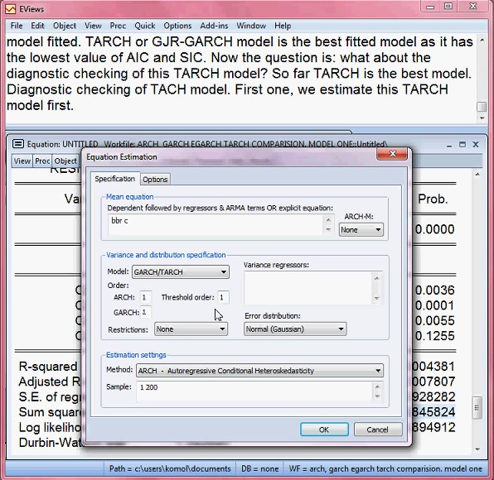 EViews
File Edit Object View Proc Quick Options Add-ins Window Help
model fitted. TARCH or GJR-GARCH model is the best fitted model as it has
the lowest value of AIC and SIC. Now the question is: what about the
diagnostic checking of this TARCH model? So far TARCH is the best model.
Diagnostic checking of TACH model. First one, we estimate this TARCH
model first.
Equation: UNTITLED Workfile: ARCH, GARCH EGARCH TARCH COMPARISION, MODEL ONE::Untitled\
View Proc Object
Equation Estimation
Specification Options
Mean equation
Dependent followed by regressors & ARMA terms OR explicit equation:
bbr c
ARCH-M:
None
Variance and distribution specification
Model: GARCH/TARCH
Variance regressors:
Order:
ARCH: 1 Threshold order: 1
GARCH: 1
Error distribution:
Restrictions: None
Normal (Gaussian)
Estimation settings
Method: ARCH - Autoregressive Conditional Heteroskedasticity
Sample: 1 200
OK Cancel
Va
Prob.
0.0000
C 0.0036
0.0001
0.0055
0.1255
R-squared 004381
Adjusted R 007807
S.E. of regr 928282
Sum squar 845824
Log likeliho 894912
Durbin-Wat
Path = c:\users\komol\documents DB = none WF = arch, garch egarch tarch comparision, model one